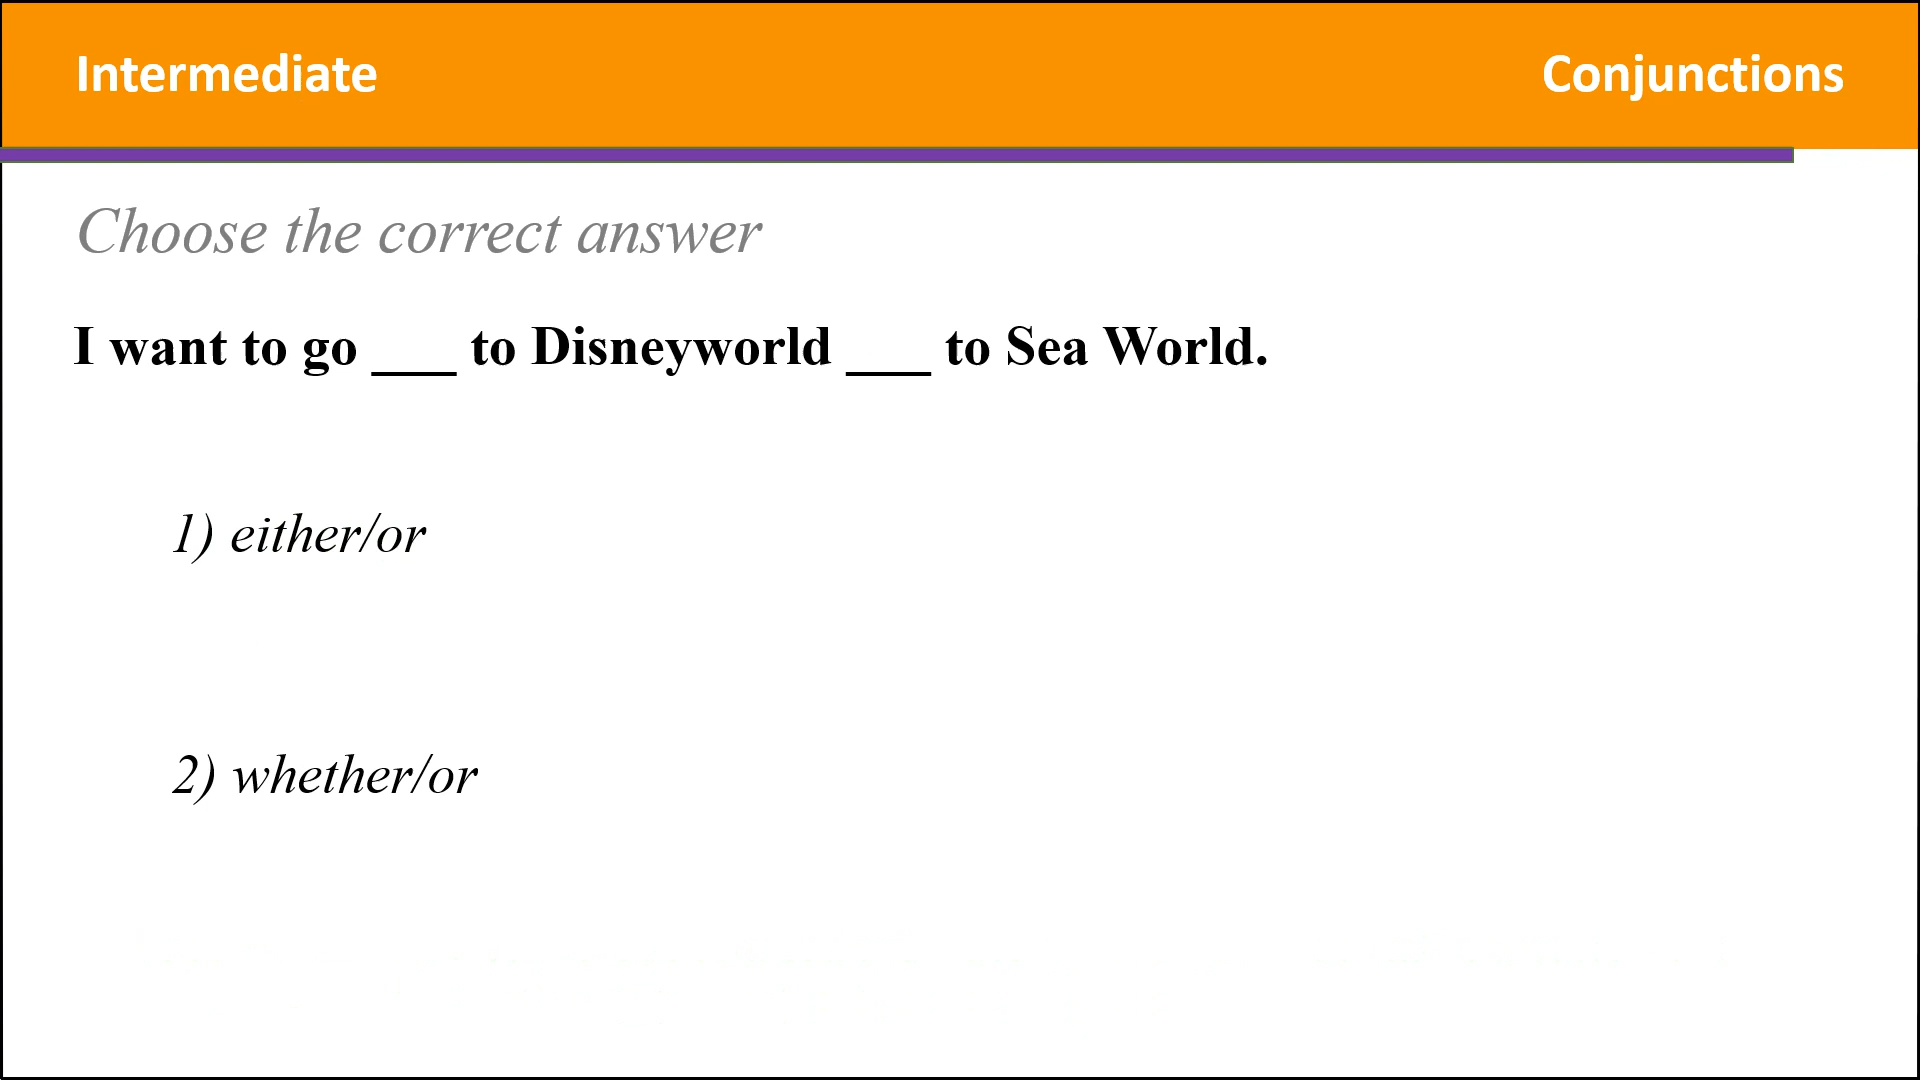 Intermediate
Conjunctions
Choose the correct answer
I want to go ___ to Disneyworld ___ to Sea World.
1) either/or
2) whether/or